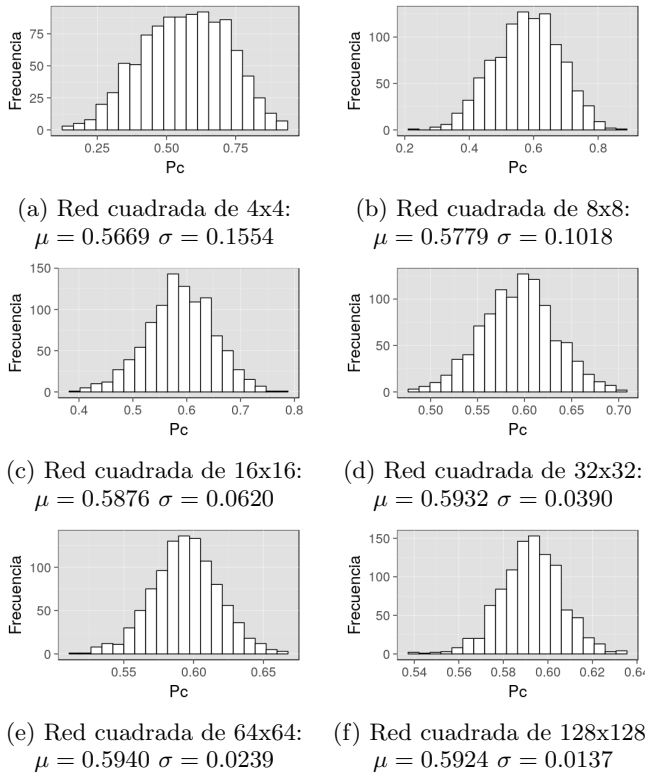 Frecuencia
75
50
25
0
0.25 0.50 0.75
Pc
(a) Red cuadrada de 4x4:
μ = 0.5669 σ = 0.1554
Frecuencia
100
50
0
0.2 0.4 0.6 0.8
Pc
(b) Red cuadrada de 8x8:
μ = 0.5779 σ = 0.1018
Frecuencia
150
100
50
0
0.4 0.5 0.6 0.7 0.8
Pc
(c) Red cuadrada de 16x16:
μ = 0.5876 σ = 0.0620
Frecuencia
100
50
0
0.50 0.55 0.60 0.65 0.70
Pc
(d) Red cuadrada de 32x32:
μ = 0.5932 σ = 0.0390
Frecuencia
100
50
0
0.55 0.60 0.65
Pc
(e) Red cuadrada de 64x64:
μ = 0.5940 σ = 0.0239
Frecuencia
150
100
50
0
0.54 0.56 0.58 0.60 0.62 0.64
Pc
(f) Red cuadrada de 128x128
μ = 0.5924 σ = 0.0137